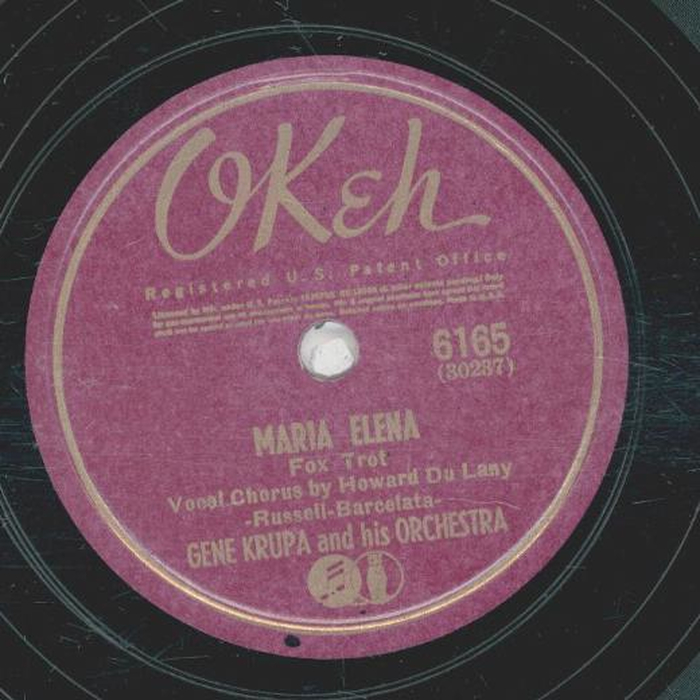 OKeh
Registered U.S. Patent Office
6165
(30237)
MARIA ELENA
Fox Trot
Vocal Chorus by Howard Du Lany
-Russell-Barcelata-
GENE KRUPA and his ORCHESTRA